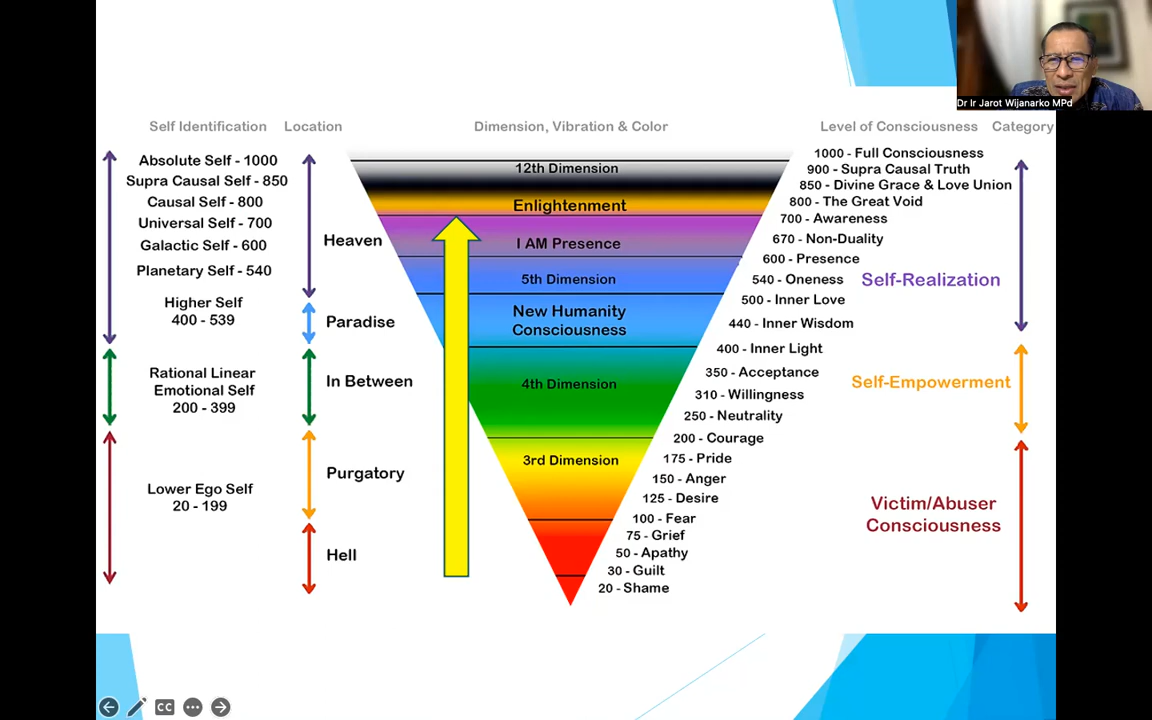 Dr Ir Jarot Wijanarko MPd
Self Identification
Location
Dimension, Vibration & Color
Level of Consciousness
Category
Absolute Self - 1000
Supra Causal Self - 850
Causal Self - 800
Universal Self - 700
Galactic Self - 600
Planetary Self - 540
Higher Self
400 - 539
Rational Linear
Emotional Self
200 - 399
Lower Ego Self
20 - 199
Heaven
Paradise
In Between
Purgatory
Hell
12th Dimension
Enlightenment
I AM Presence
5th Dimension
New Humanity
Consciousness
4th Dimension
3rd Dimension
1000 - Full Consciousness
900 - Supra Causal Truth
850 - Divine Grace & Love Union
800 - The Great Void
700 - Awareness
670 - Non-Duality
600 - Presence
540 - Oneness
500 - Inner Love
440 - Inner Wisdom
400 - Inner Light
350 - Acceptance
310 - Willingness
250 - Neutrality
200 - Courage
175 - Pride
150 - Anger
125 - Desire
100 - Fear
75 - Grief
50 - Apathy
30 - Guilt
20 - Shame
Self-Realization
Self-Empowerment
Victim/Abuser
Consciousness
CC